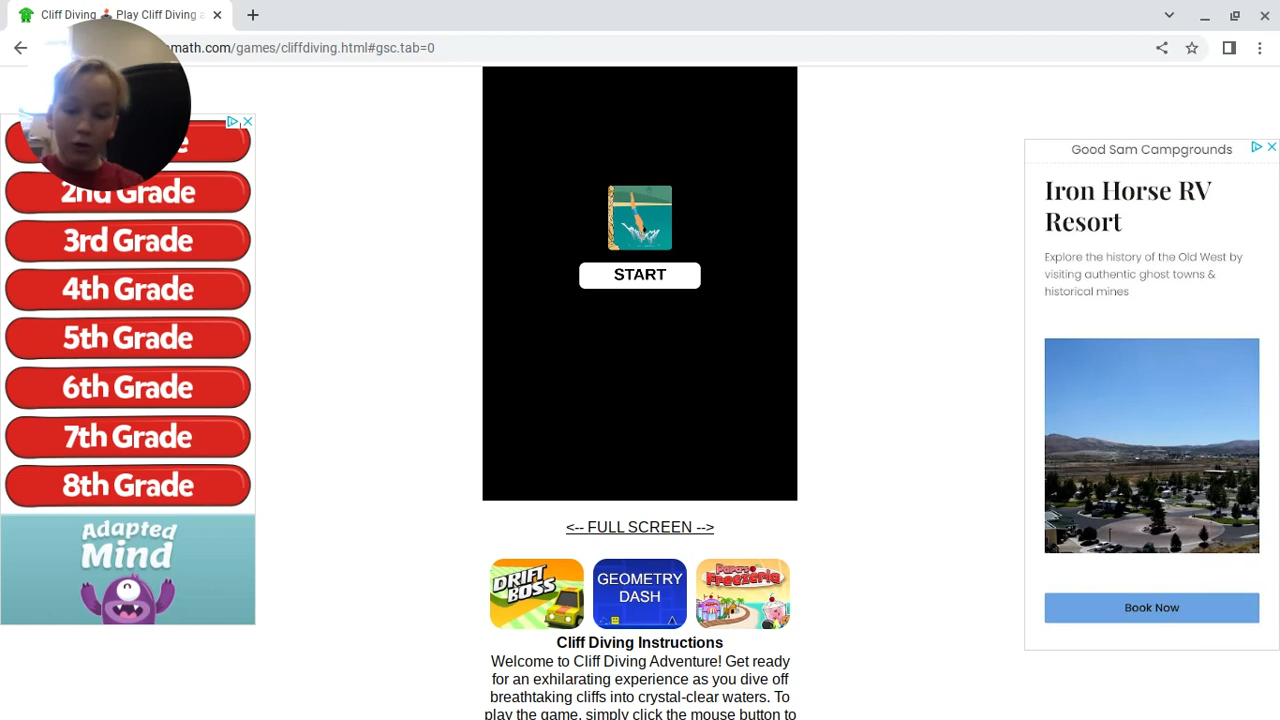 Cliff Diving Play Cliff Diving
math.com/games/cliffdiving.html#gsc.tab=0
2nd Grade
3rd Grade
4th Grade
5th Grade
6th Grade
7th Grade
8th Grade
Adapted
Mind
START
<-- FULL SCREEN -->
DRIFT
BOSS
GEOMETRY
DASH
Papa's
Freezeria
Cliff Diving Instructions
Welcome to Cliff Diving Adventure! Get ready
for an exhilarating experience as you dive off
breathtaking cliffs into crystal-clear waters. To
play the game, simply click the mouse button to
Good Sam Campgrounds
Iron Horse RV
Resort
Explore the history of the Old West by
visiting authentic ghost towns &
historical mines
Book Now